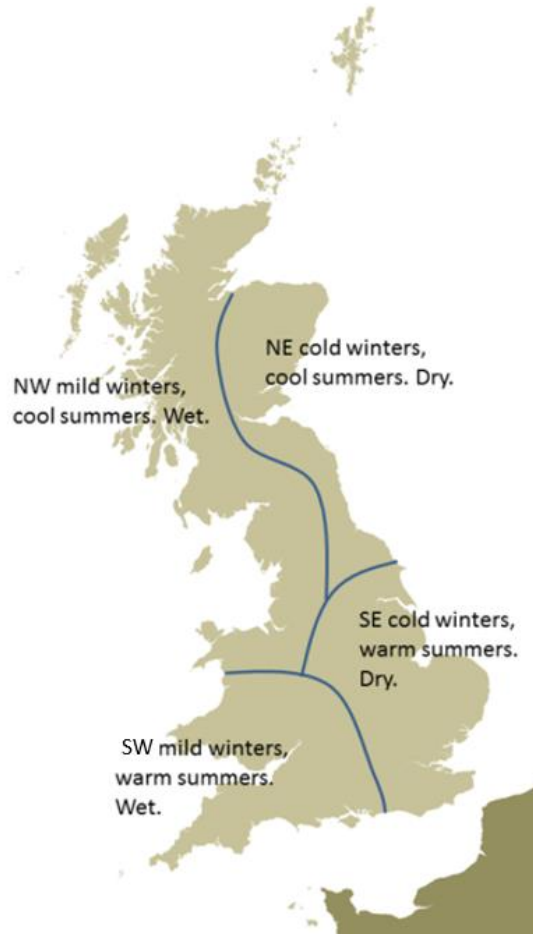 NE cold winters,
cool summers. Dry.
NW mild winters,
cool summers. Wet.
SE cold winters,
warm summers.
Dry.
SW mild winters,
warm summers.
Wet.